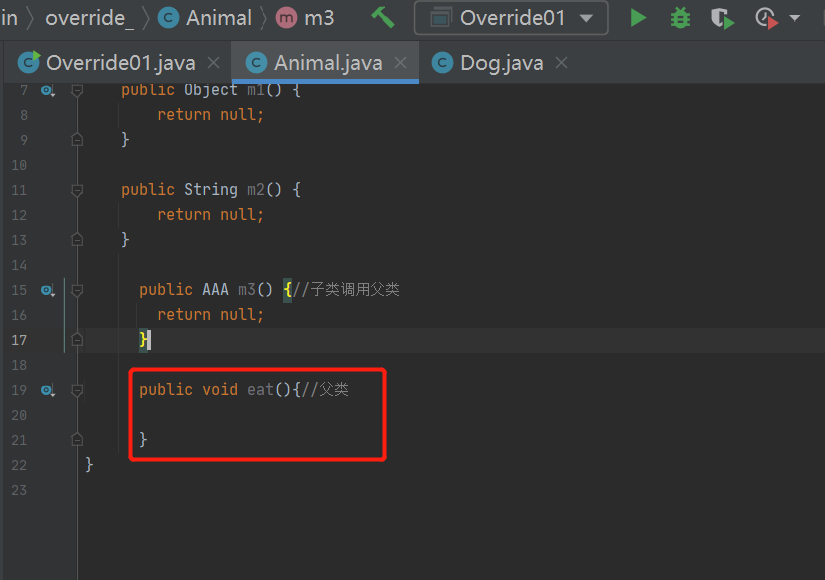 in override_ Animal m3 Override01
Override01.java Animal.java Dog.java
7 public Object m1() {
8 return null;
9 }
10
11 public String m2() {
12 return null;
13 }
14
15 public AAA m3() {//子类调用父类
16 return null;
17 }
18
19 public void eat(){//父类
20
21 }
22 }
23